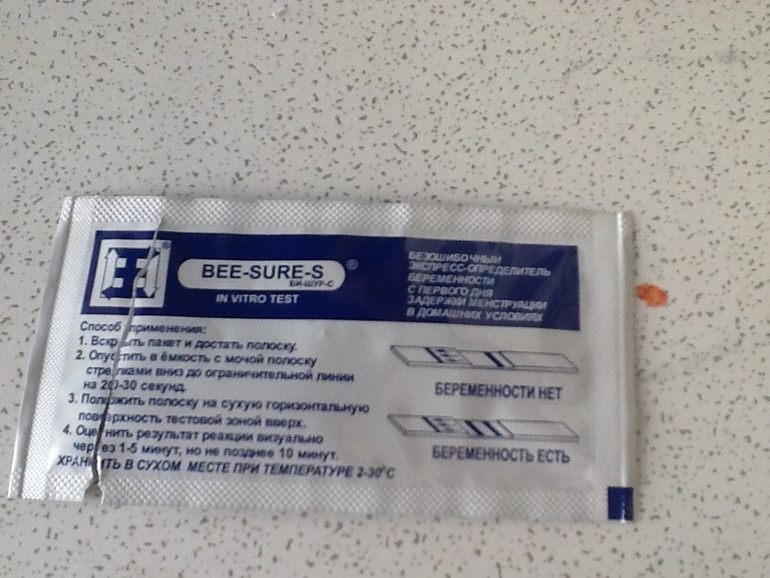 BEE-SURE-S ®
БИ-ШУР-С
IN VITRO TEST
БЕЗОШИБОЧНЫЙ
ЭКСПРЕСС-ОПРЕДЕЛИТЕЛЬ
БЕРЕМЕННОСТИ
С ПЕРВОГО ДНЯ
ЗАДЕРЖКИ МЕНСТРУАЦИИ
В ДОМАШНИХ УСЛОВИЯХ
Способ применения:
1. Вскрыть пакет и достать полоску.
2. Опустить в ёмкость с мочой полоску
стрелками вниз до ограничительной линии
на 20-30 секунд.
3. Положить полоску на сухую горизонтальную
поверхность тестовой зоной вверх.
4. Оценить результат реакции визуально
через 1-5 минут, но не позднее 10 минут.
ХРАНИТЬ В СУХОМ МЕСТЕ ПРИ ТЕМПЕРАТУРЕ 2-30°С
БЕРЕМЕННОСТИ НЕТ
БЕРЕМЕННОСТЬ ЕСТЬ